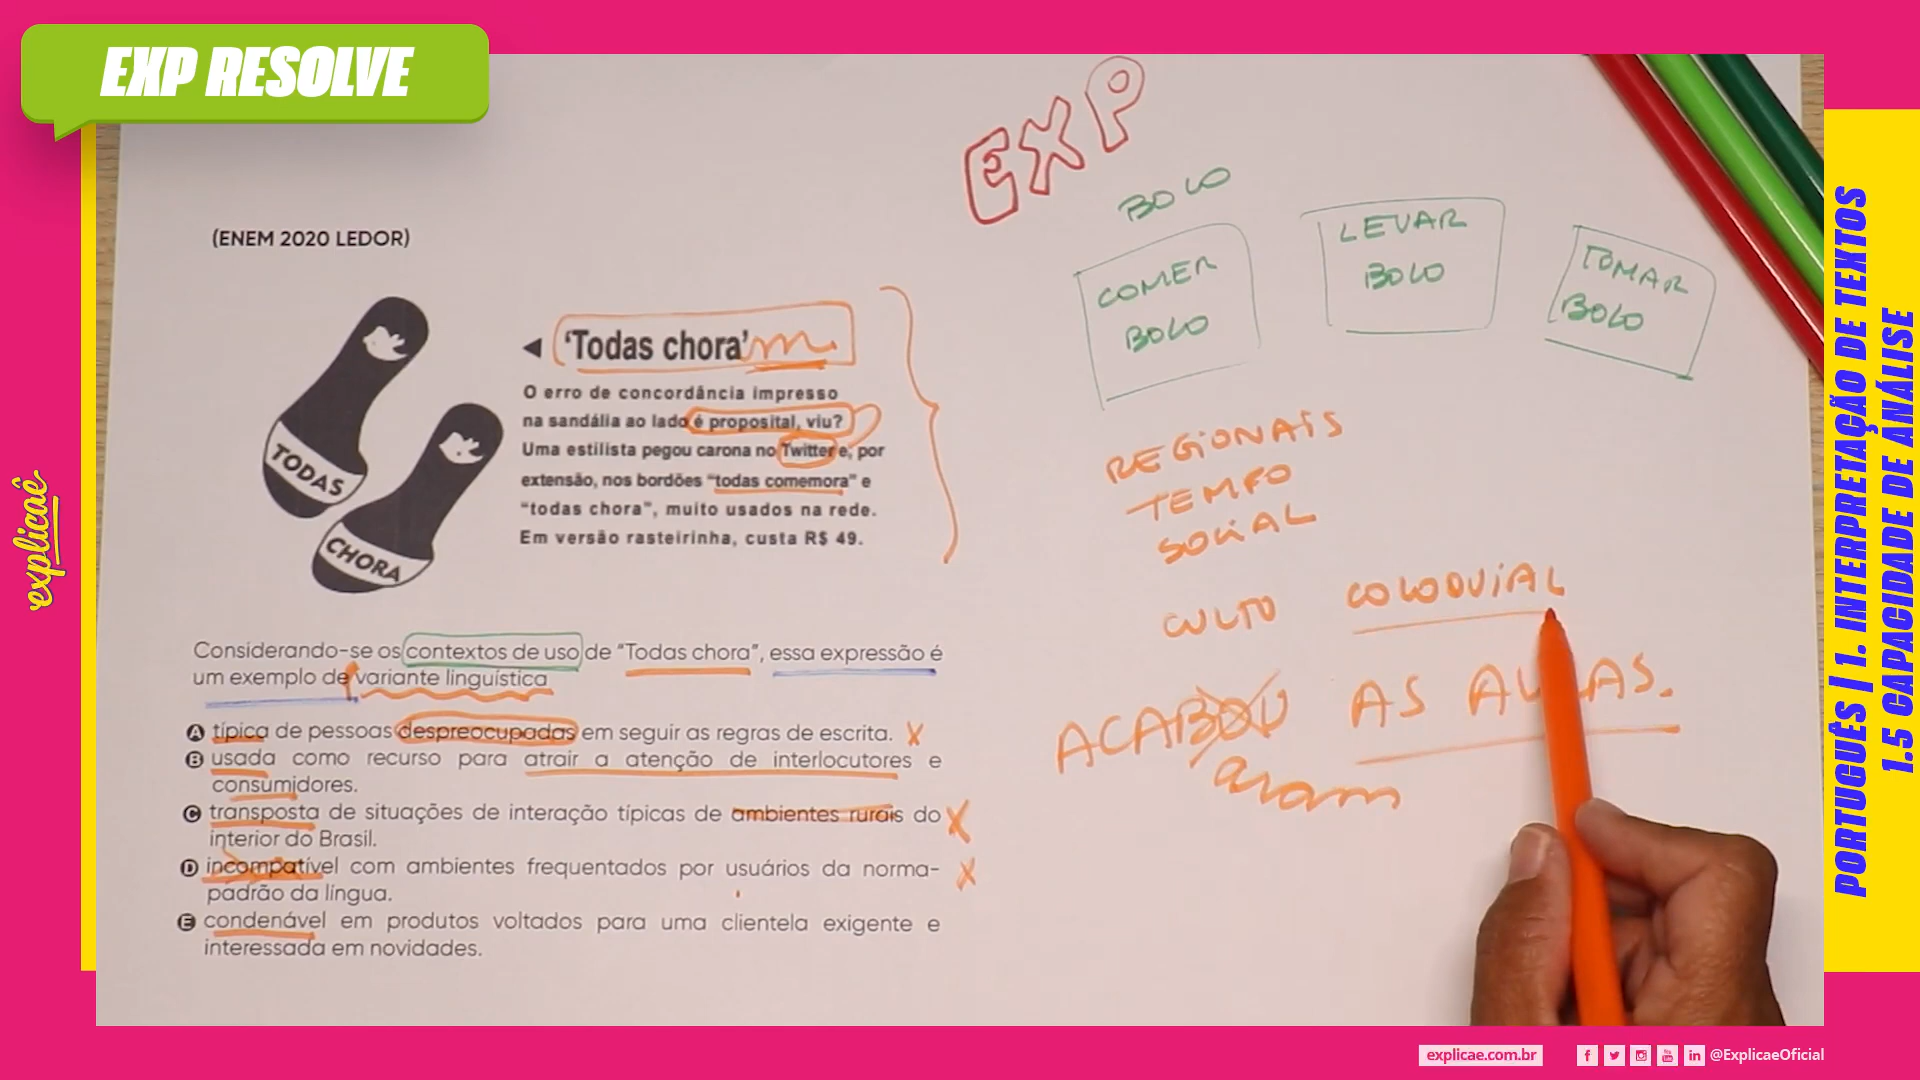 EXP RESOLVE
EXP
BOLO
COMER
BOLO
LEVAR
BOLO
TOMAR
BOLO
(ENEM 2020 LEDOR)
TODAS
CHORA
‘Todas chora’m
O erro de concordância impresso
na sandália ao lado é proposital, viu?
Uma estilista pegou carona no Twitter e, por
extensão, nos bordões “todas comemora” e
“todas chora”, muito usados na rede.
Em versão rasteirinha, custa R$ 49.
REGIONAIS
TEMPO
SOCIAL
CULTO COLOQUIAL
ACABOU AS AULAS.
aram
Considerando-se os contextos de uso de “Todas chora”, essa expressão é
um exemplo de variante linguística
A típica de pessoas despreocupadas em seguir as regras de escrita. X
B usada como recurso para atrair a atenção de interlocutores e
consumidores.
C transposta de situações de interação típicas de ambientes rurais do X
interior do Brasil.
D incompatível com ambientes frequentados por usuários da norma- X
padrão da língua.
E condenável em produtos voltados para uma clientela exigente e
interessada em novidades.
explicaê
PORTUGUÊS | 1. INTERPRETAÇÃO DE TEXTOS
1.5 CAPACIDADE DE ANÁLISE
explicae.com.br
@ExplicaeOficial